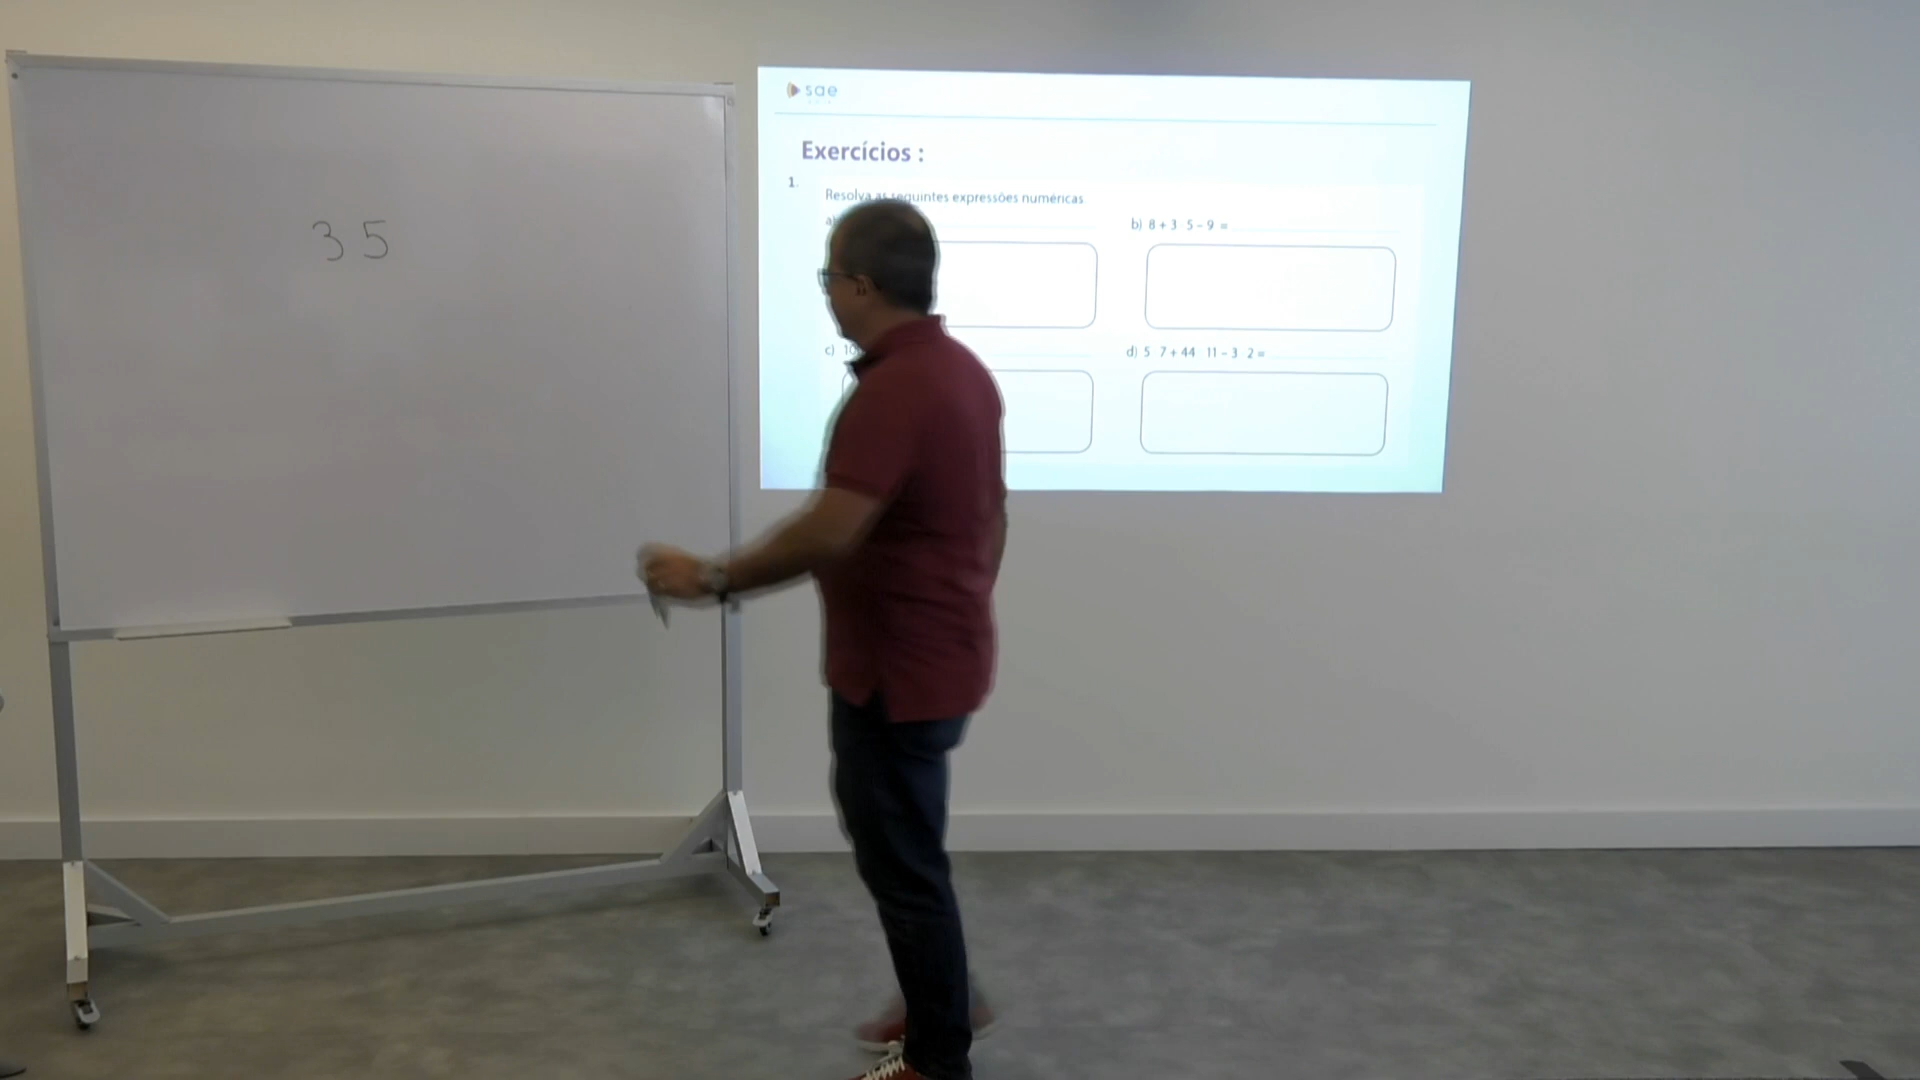 35
sae
Exercícios :
1.
Resolva as seguintes expressões numéricas
a)
b) 8 + 3 5 - 9 =
c) 10
d) 5 7 + 44 11 - 3 2 =